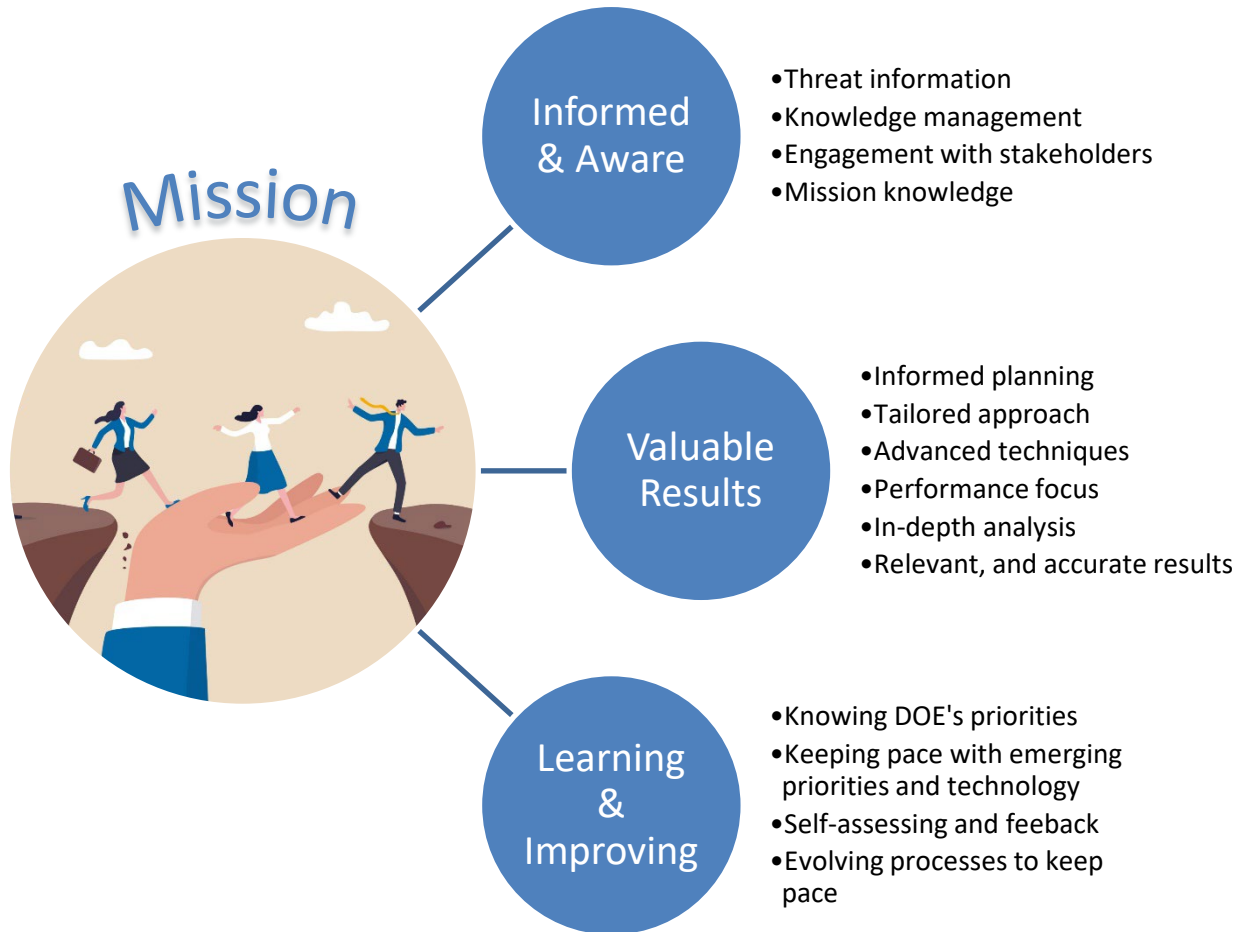 Mission
Informed
& Aware
•Threat information
•Knowledge management
•Engagement with stakeholders
•Mission knowledge
Valuable
Results
•Informed planning
•Tailored approach
•Advanced techniques
•Performance focus
•In-depth analysis
•Relevant, and accurate results
Learning
&
Improving
•Knowing DOE's priorities
•Keeping pace with emerging
priorities and technology
•Self-assessing and feeback
•Evolving processes to keep
pace